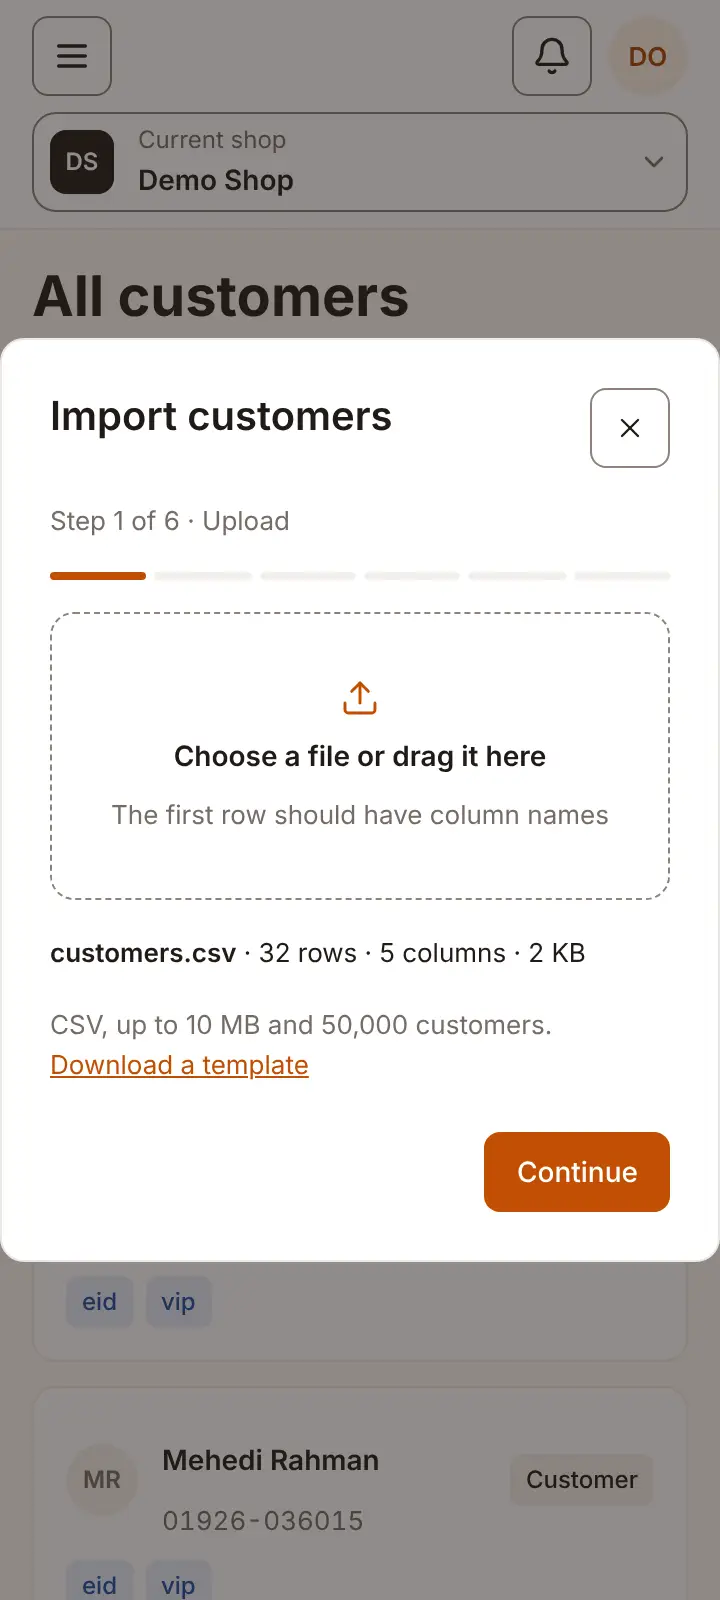 DO
DS
Current shop
Demo Shop
All customers
Import customers
Step 1 of 6 · Upload
Choose a file or drag it here
The first row should have column names
customers.csv · 32 rows · 5 columns · 2 KB
CSV, up to 10 MB and 50,000 customers.
Download a template
Continue
eid vip
MR
Mehedi Rahman
Customer
01926-036015
eid vip